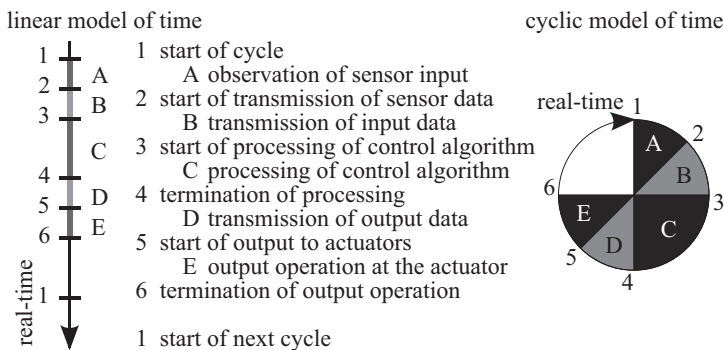 linear model of time
1
2
3
4
5
6
1
A
B
C
D
E
real-time
1 start of cycle
A observation of sensor input
2 start of transmission of sensor data
B transmission of input data
3 start of processing of control algorithm
C processing of control algorithm
4 termination of processing
D transmission of output data
5 start of output to actuators
E output operation at the actuator
6 termination of output operation
1 start of next cycle
cyclic model of time
real-time
1
2
3
4
5
6
A
B
C
D
E